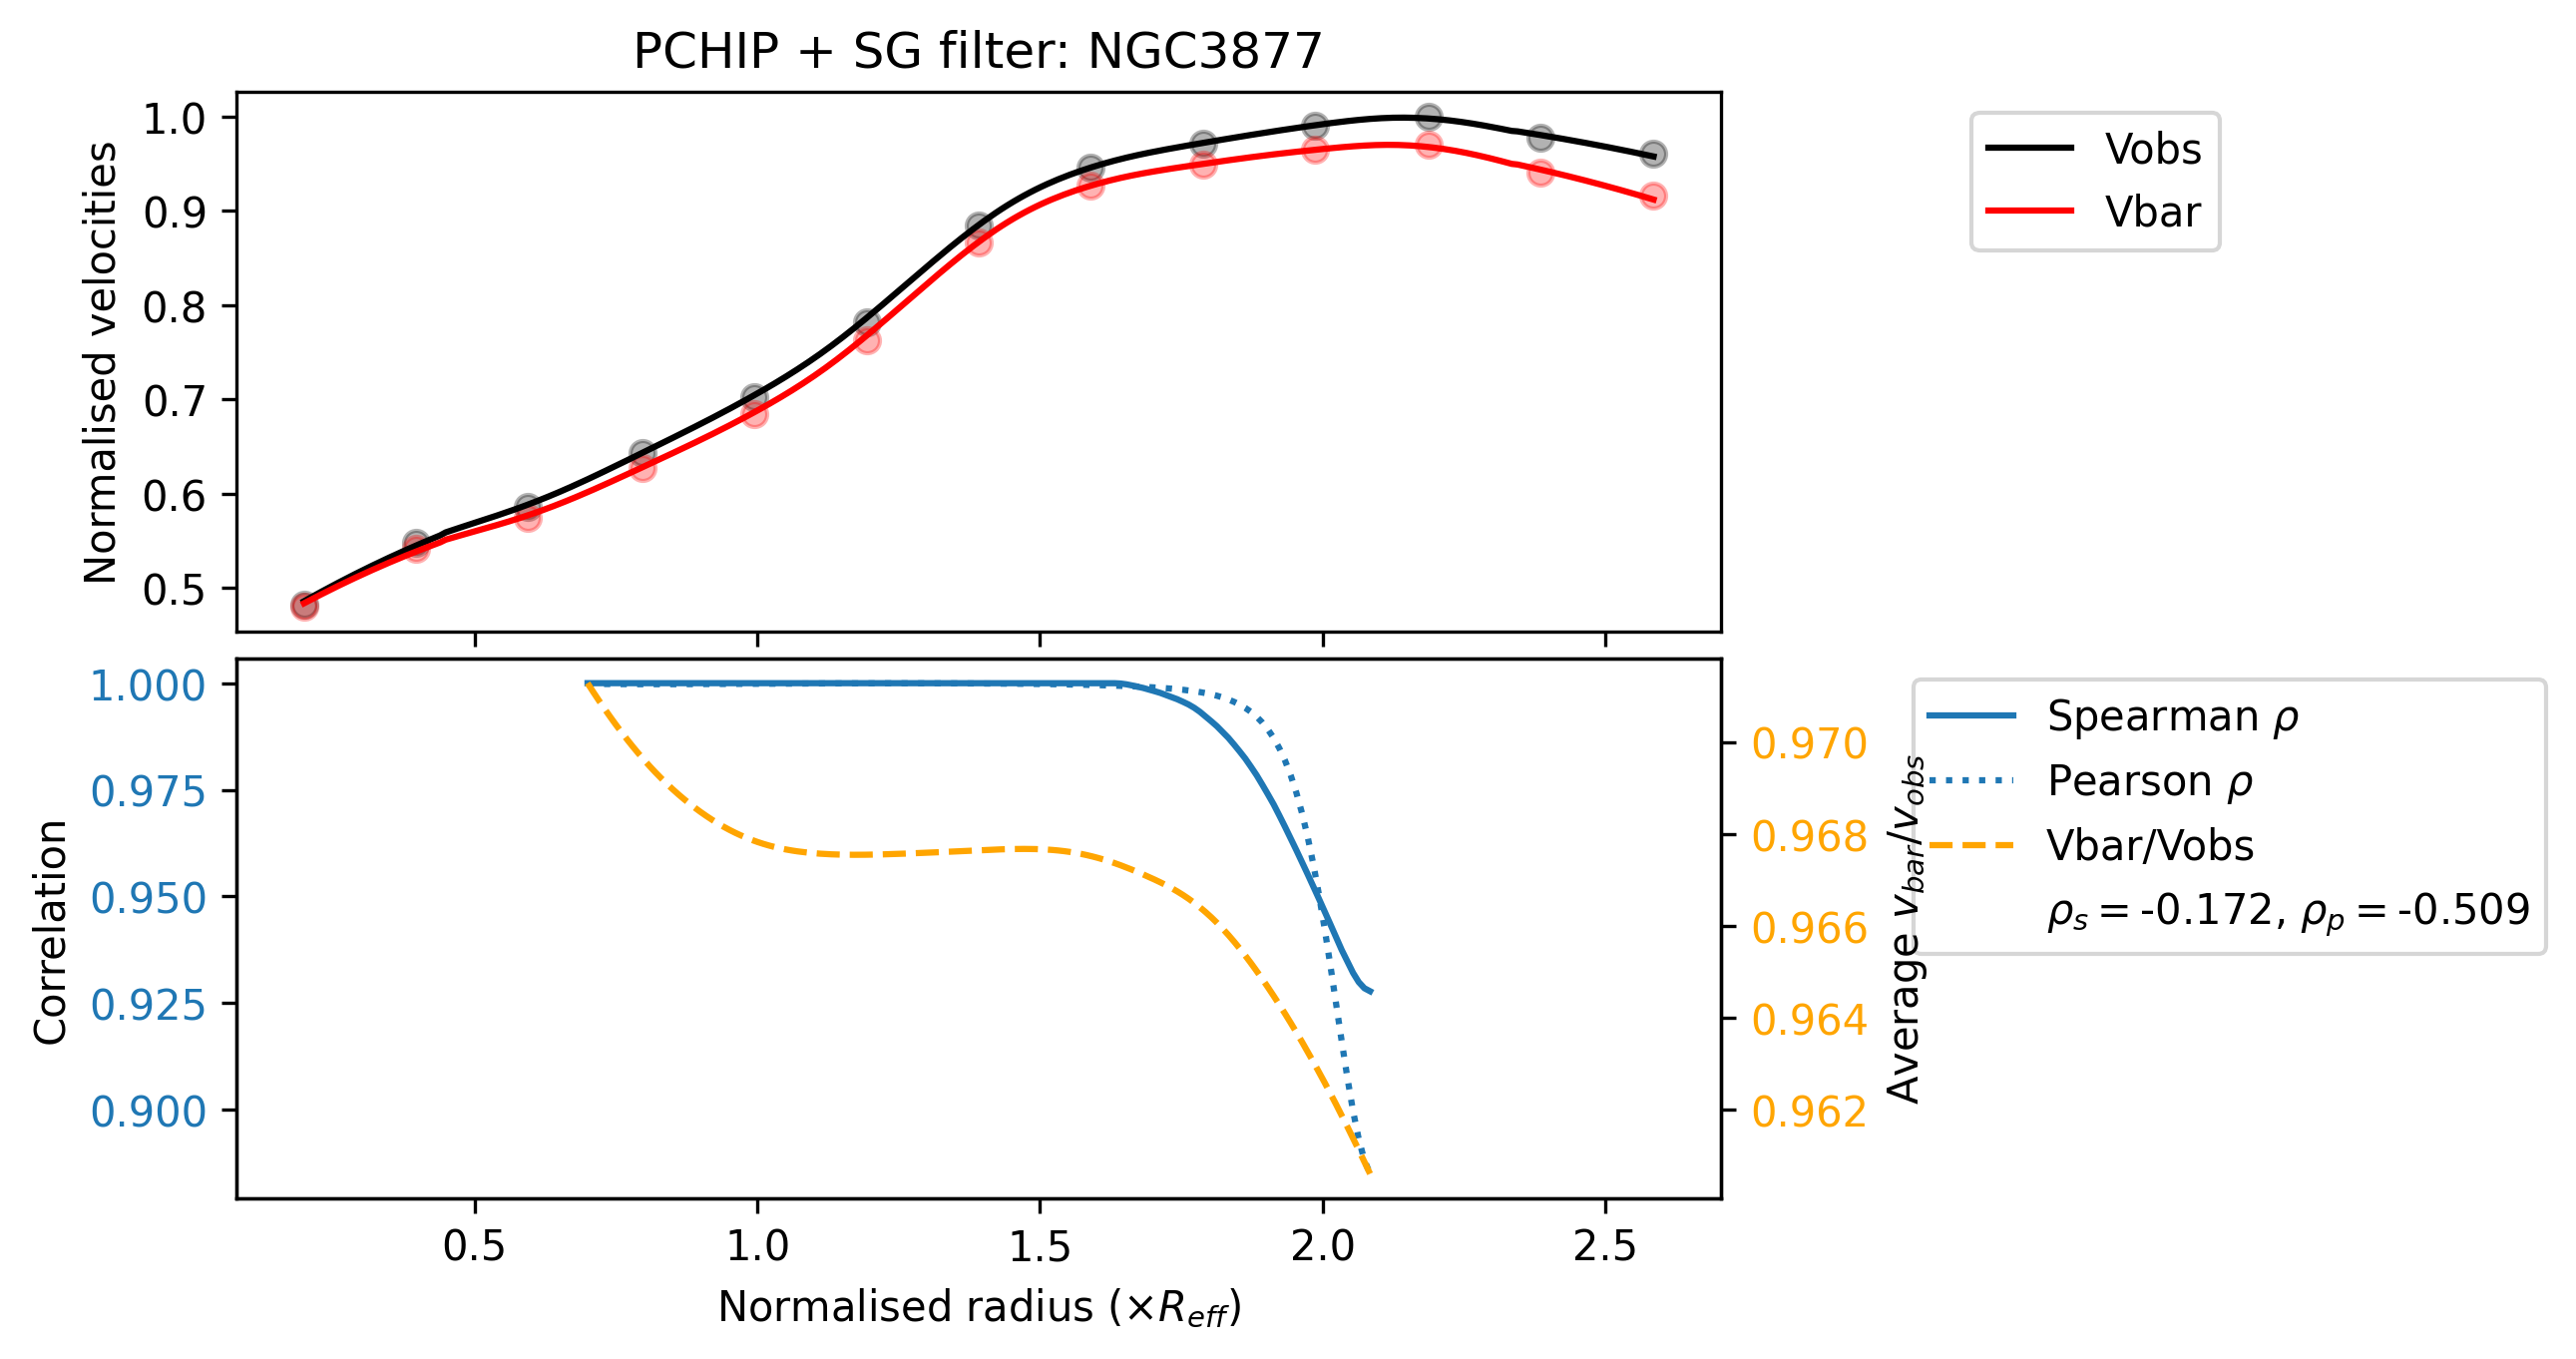 PCHIP + SG filter: NGC3877
Normalised velocities
1.0
0.9
0.8
0.7
0.6
0.5
Vobs
Vbar
Correlation
1.000
0.975
0.950
0.925
0.900
0.970
0.968
0.966
0.964
0.962
Average v_bar/v_obs
Spearman ρ
Pearson ρ
Vbar/Vobs
ρ_s = -0.172, ρ_p = -0.509
0.5 1.0 1.5 2.0 2.5
Normalised radius (×R_eff)